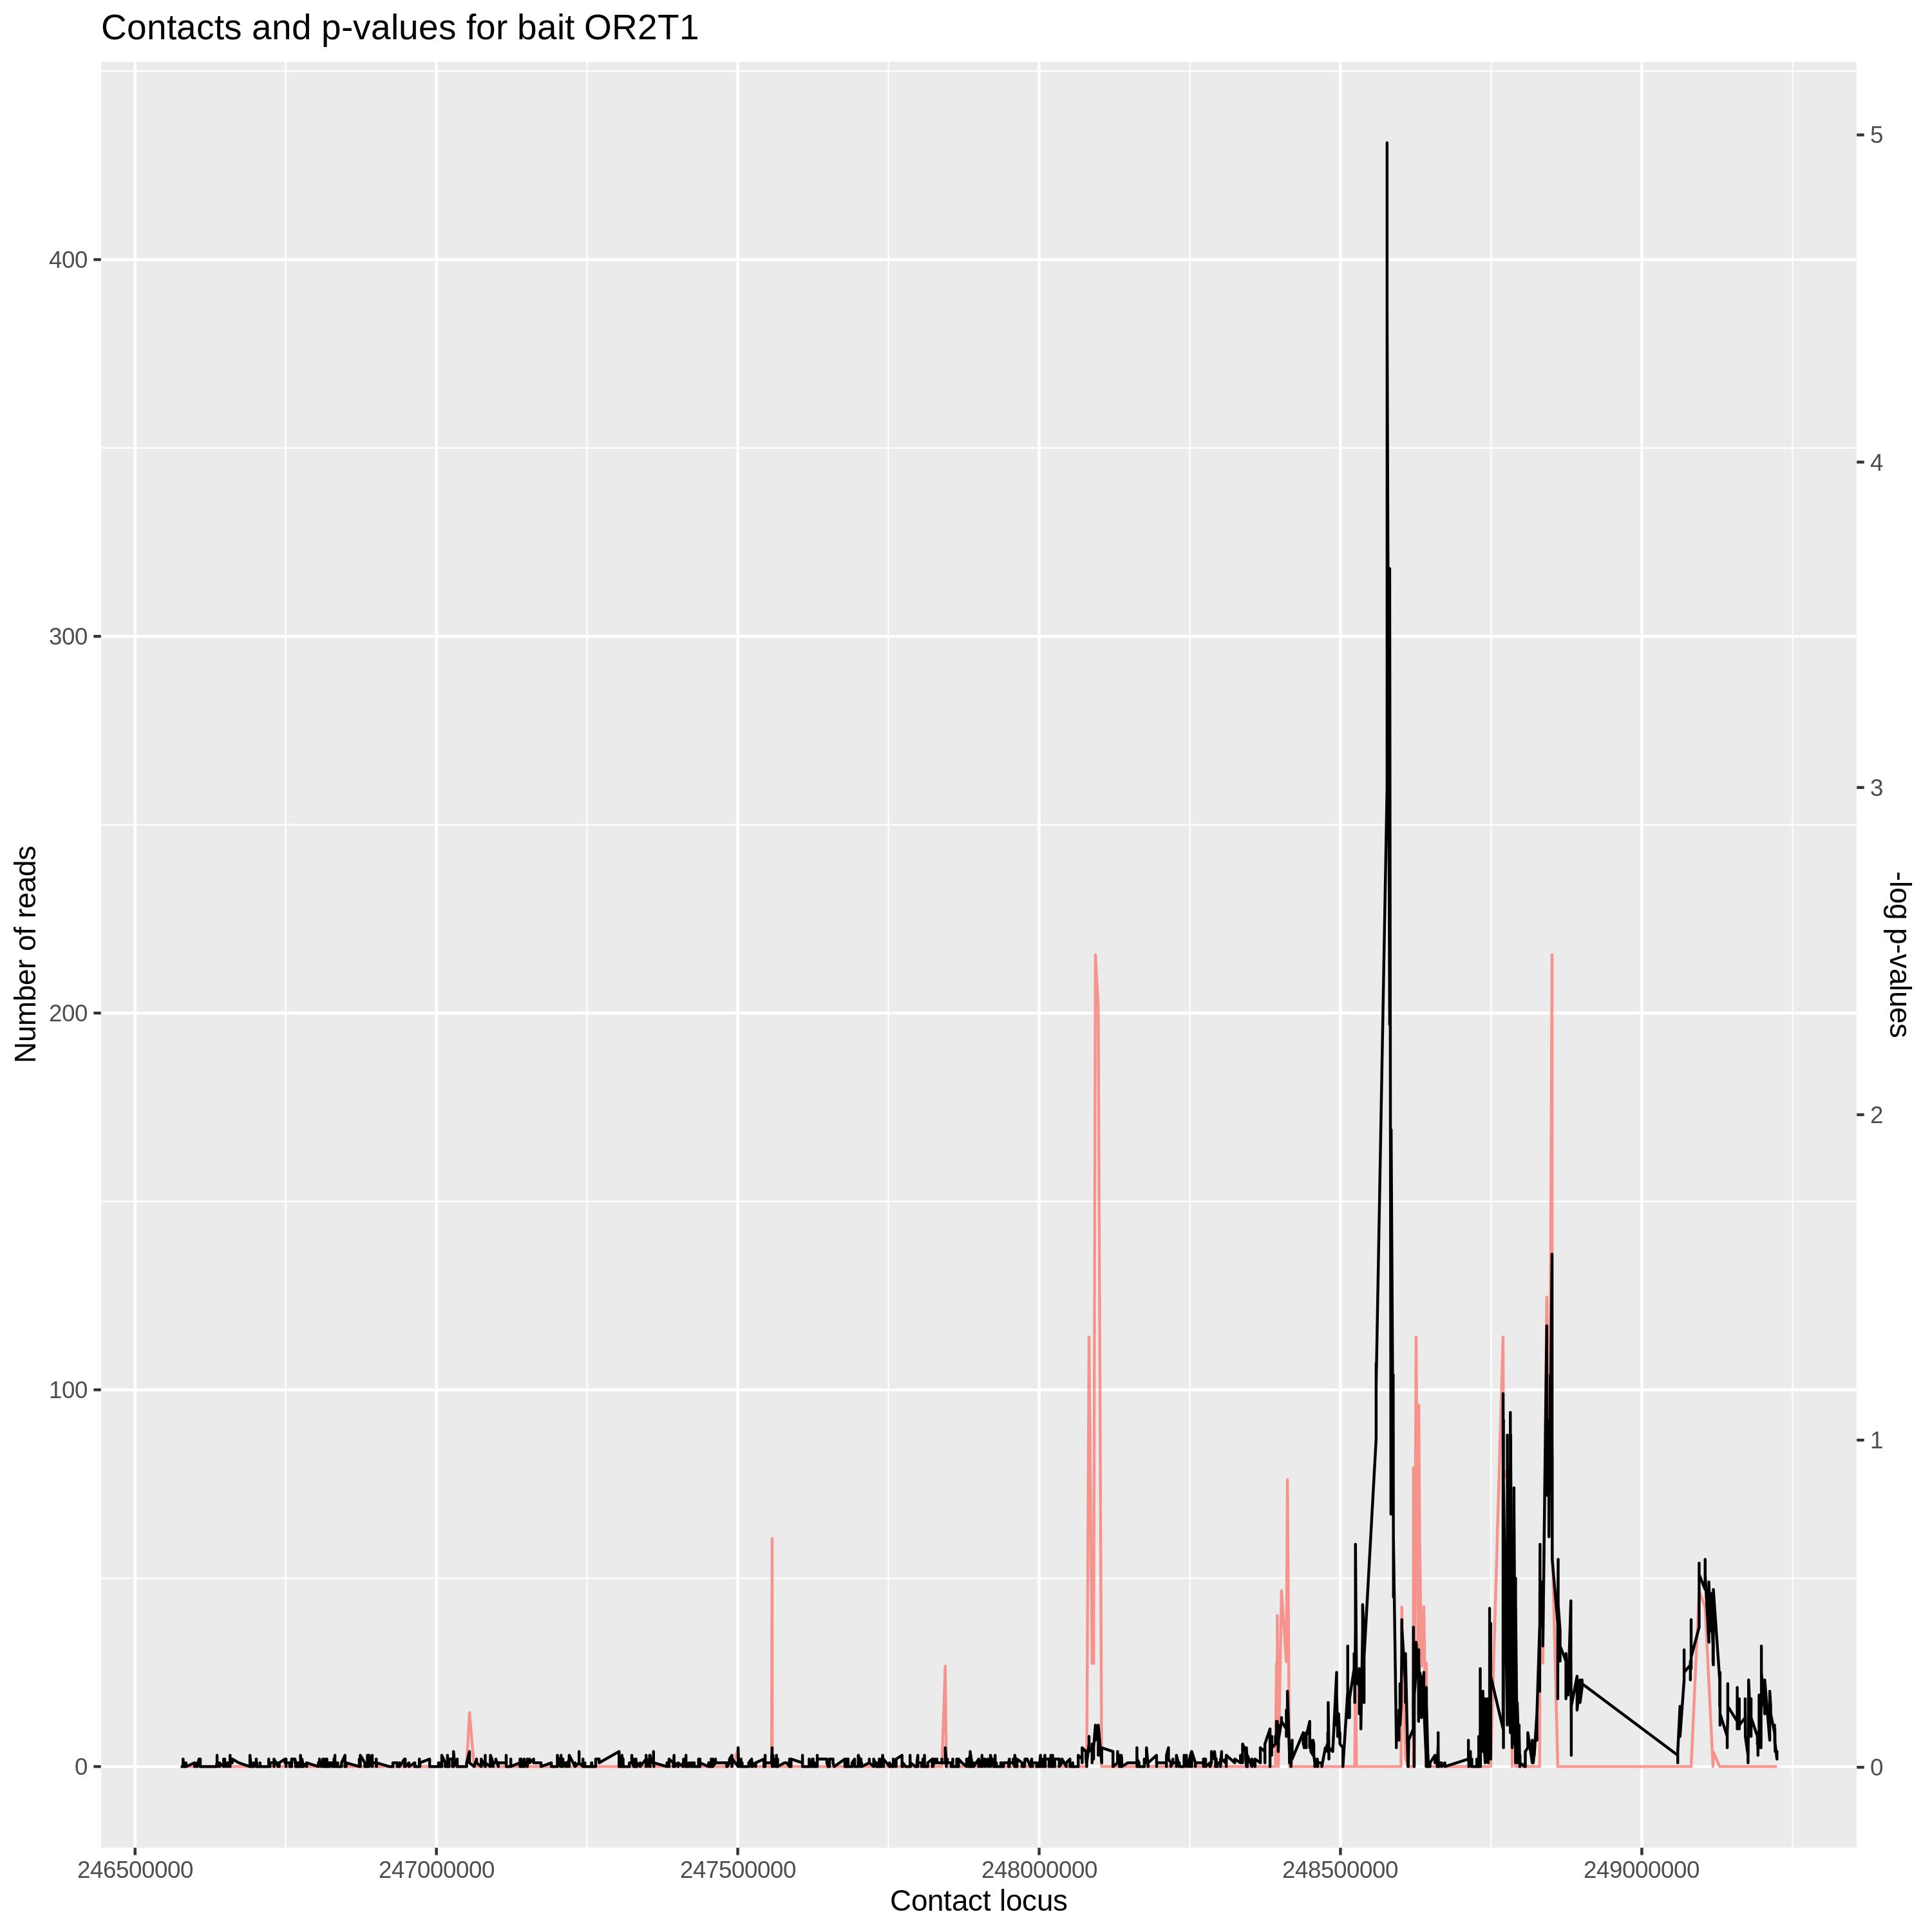 Contacts and p-values for bait OR2T1
400
300
200
100
0
Number of reads
5
4
3
2
1
0
-log p-values
246500000 247000000 247500000 248000000 248500000 249000000
Contact locus